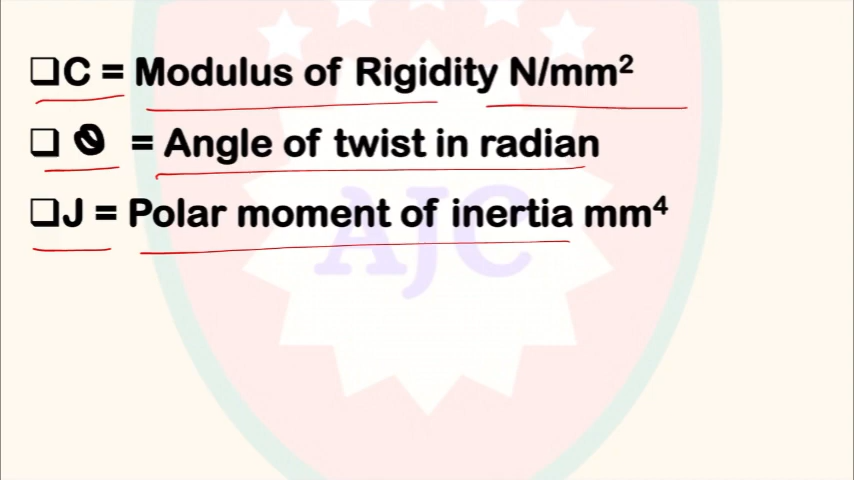 ❑C = Modulus of Rigidity N/mm²
❑ θ = Angle of twist in radian
❑J = Polar moment of inertia mm⁴
AJC